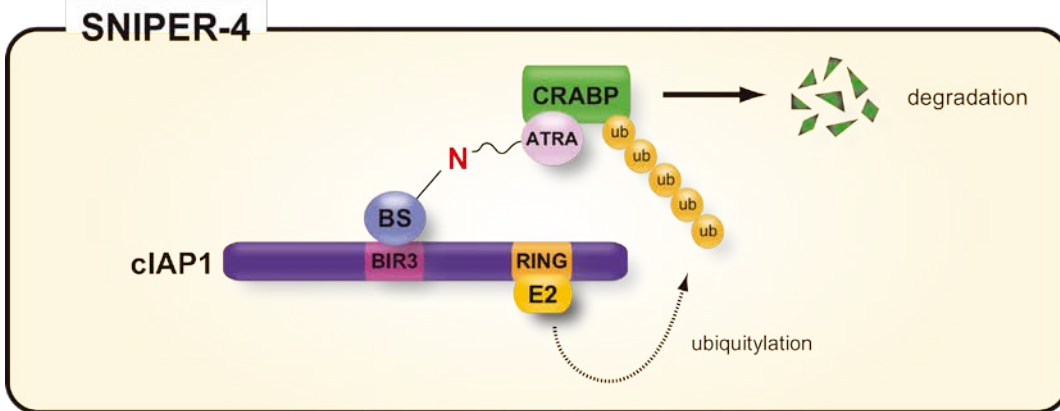 SNIPER-4
CRABP
degradation
ATRA
ub
N
ub
ub
BS
ub
ub
cIAP1
BIR3
RING
E2
ubiquitylation